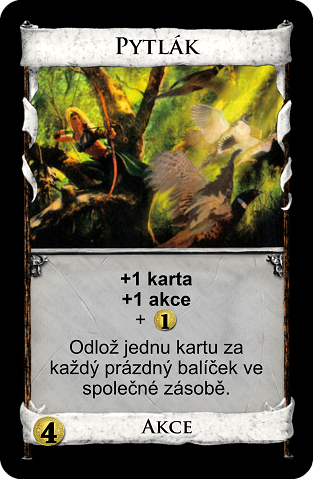 Pytlák
+1 karta
+1 akce
+ 1
Odlož jednu kartu za
každý prázdný balíček ve
společné zásobě.
4
Akce